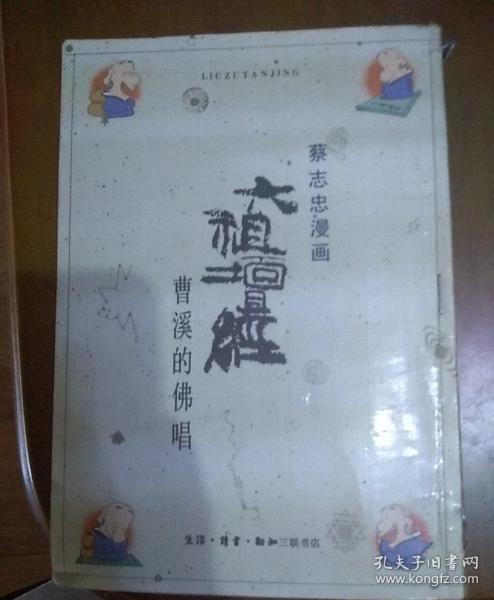 LIUZUTANJING
蔡志忠漫画
六祖坛经
曹溪的佛唱
生活·读书·新知三联书店
孔夫子旧书网
www.kongfz.com